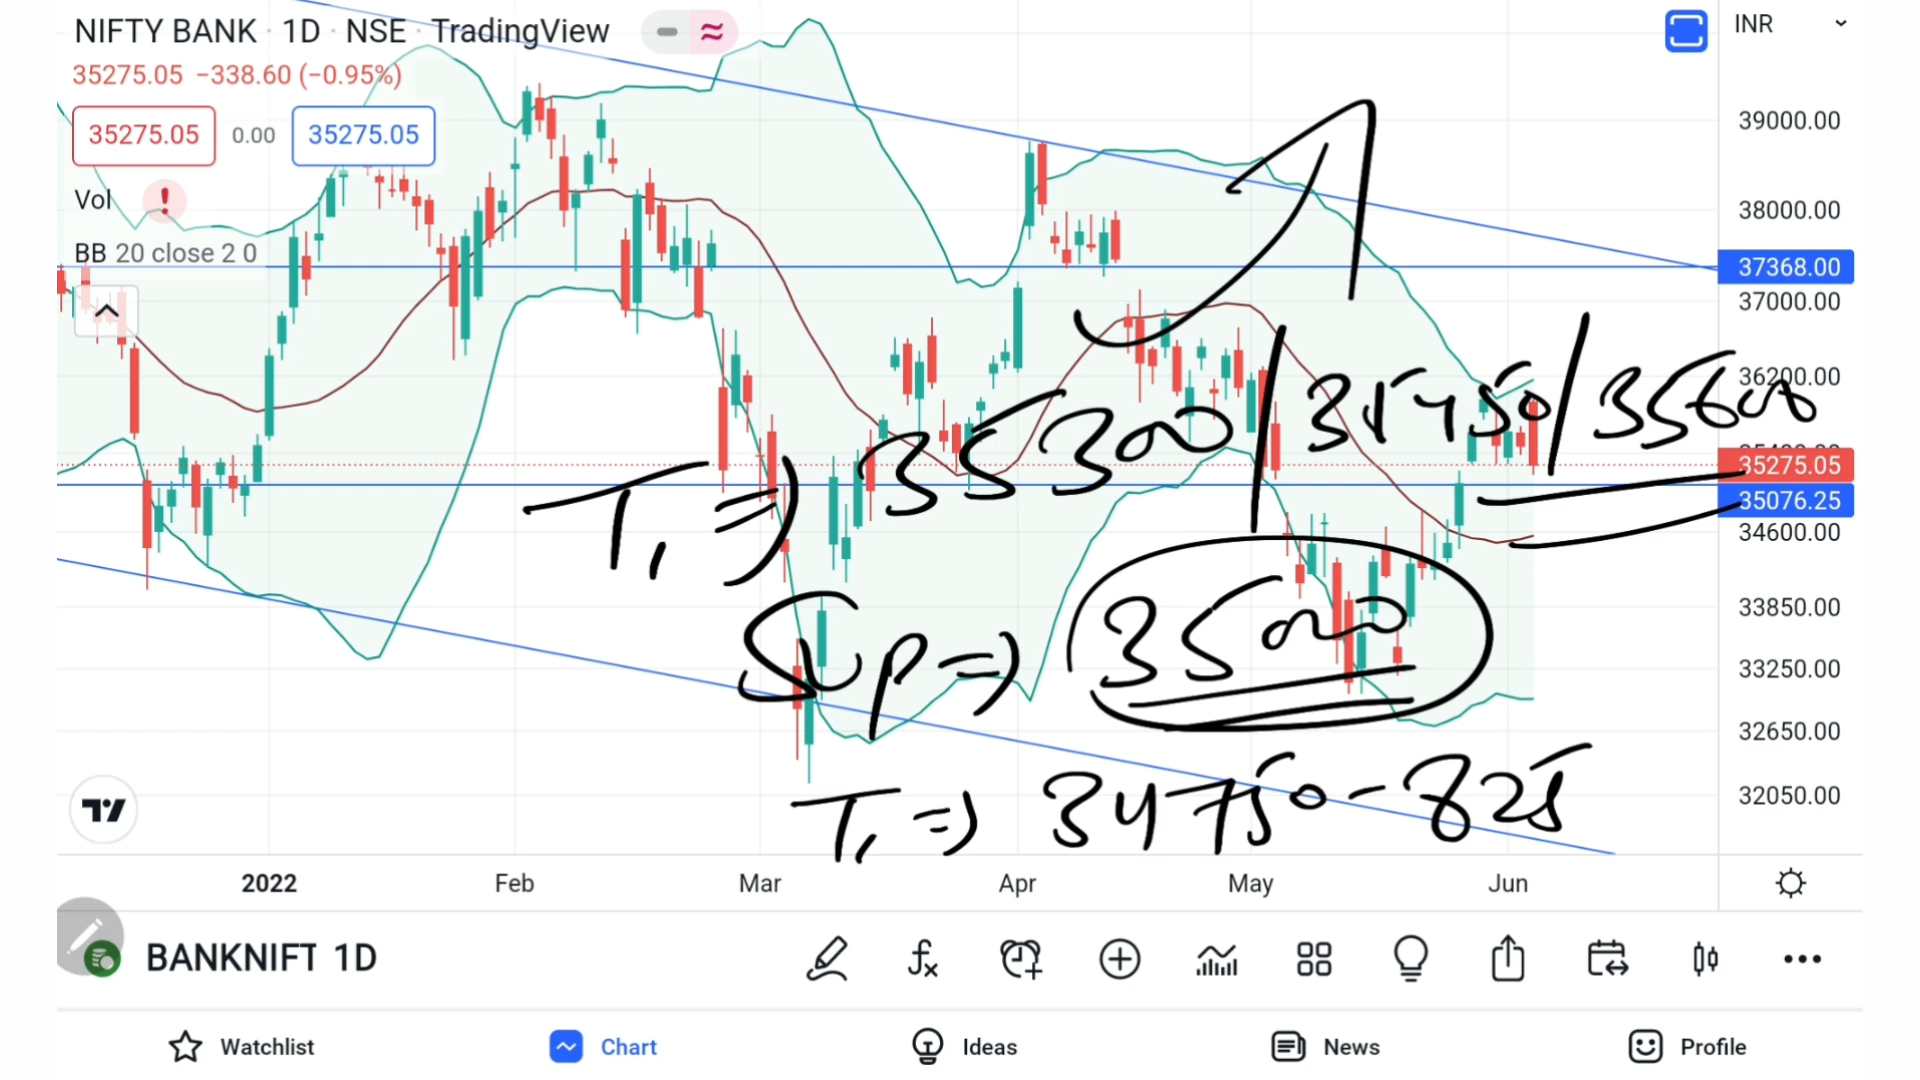 NIFTY BANK · 1D · NSE · TradingView
INR
35275.05 −338.60 (−0.95%)
35275.05 0.00 35275.05
Vol !
BB 20 close 2 0
39000.00
38000.00
37368.00
37000.00
36200.00
35275.05
35076.25
34600.00
33850.00
33250.00
32650.00
32050.00
T, => 35300 / 35450 / 35600
Sup => 35000
T, => 34750-825
2022 Feb Mar Apr May Jun
BANKNIFT 1D
Watchlist Chart Ideas News Profile